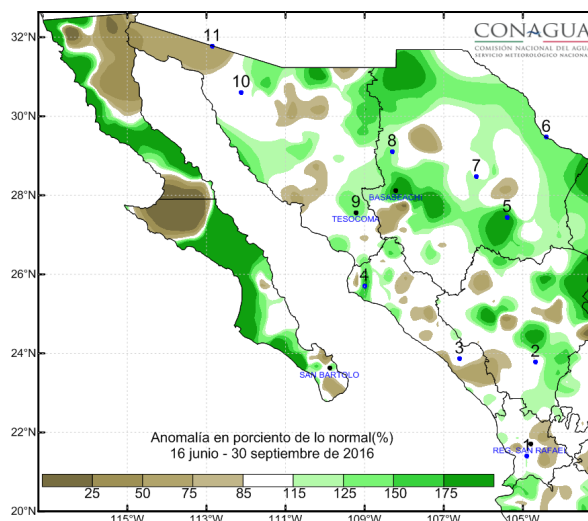 CONAGUA
COMISIÓN NACIONAL DEL AGUA
SERVICIO METEOROLÓGICO NACIONAL
32°N
30°N
28°N
26°N
24°N
22°N
20°N
11
10
8
6
7
BASASEACHI
9
TESOCOMA
5
4
3
2
SAN BARTOLO
1
REG. SAN RAFAEL
Anomalía en porciento de lo normal(%)
16 junio - 30 septiembre de 2016
25 50 75 85 115 125 150 175
115°W 113°W 111°W 109°W 107°W 105°W